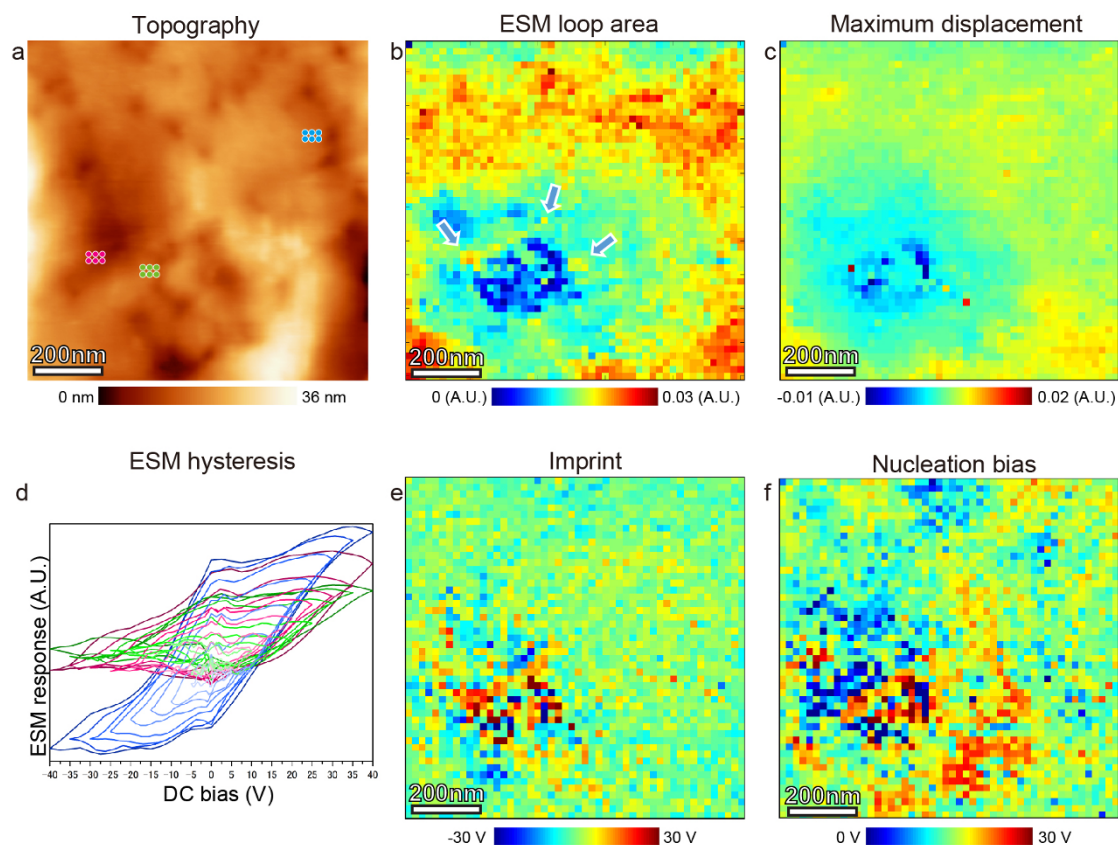 Topography
ESM loop area
Maximum displacement
a
b
c
200nm
200nm
200nm
0 nm
36 nm
0 (A.U.)
0.03 (A.U.)
-0.01 (A.U.)
0.02 (A.U.)
ESM hysteresis
Imprint
Nucleation bias
d
e
f
ESM response (A.U.)
-40 -35 -30 -25 -20 -15 -10 -5 0 5 10 15 20 25 30 35 40
DC bias (V)
200nm
200nm
-30 V
30 V
0 V
30 V